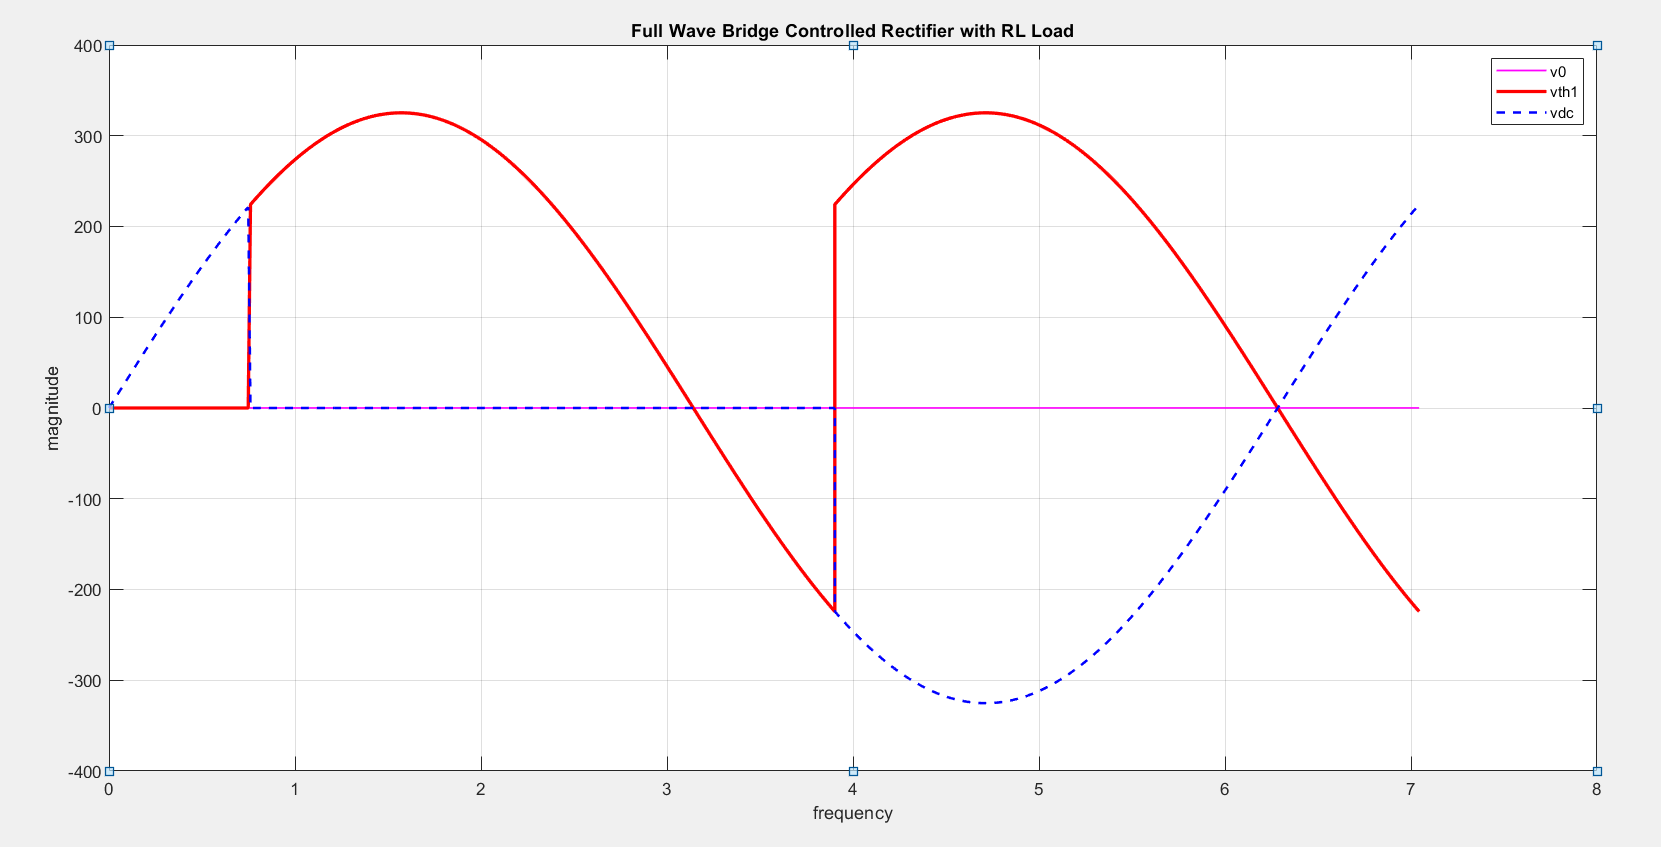 Full Wave Bridge Controlled Rectifier with RL Load
400
300
200
100
0
-100
-200
-300
-400
magnitude
v0
vth1
vdc
0 1 2 3 4 5 6 7 8
frequency